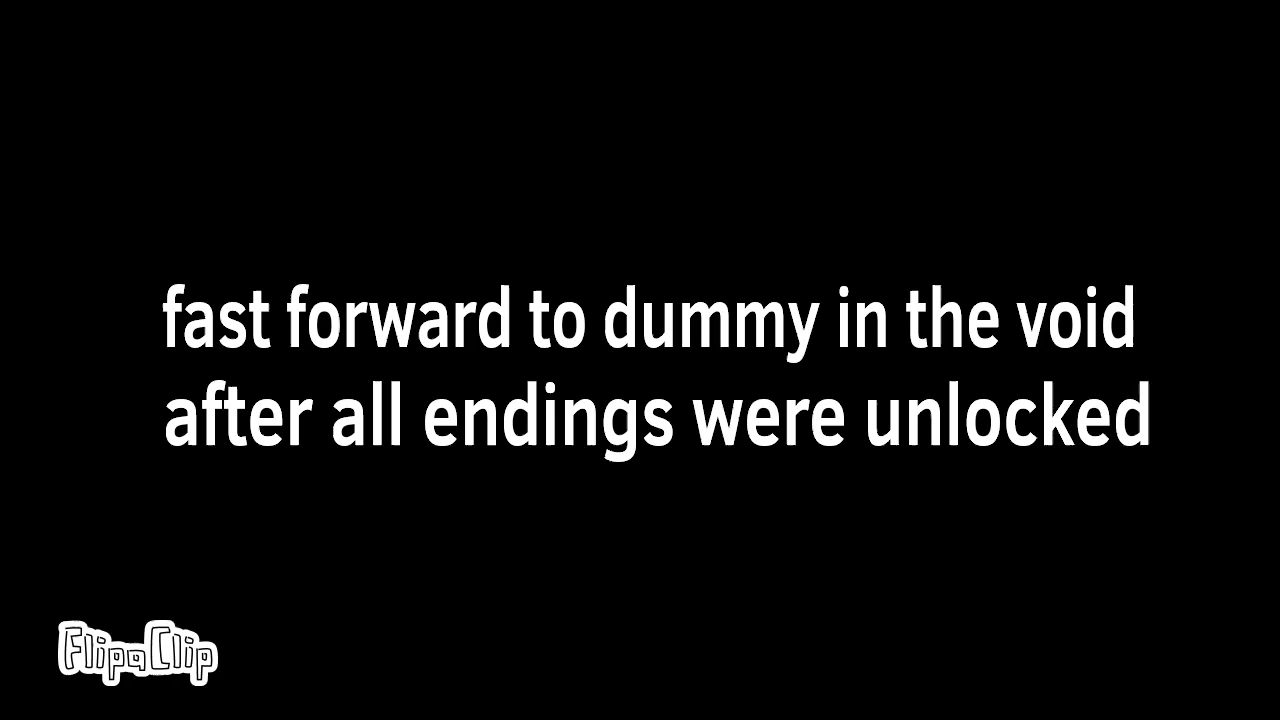 fast forward to dummy in the void
after all endings were unlocked
FlipaClip